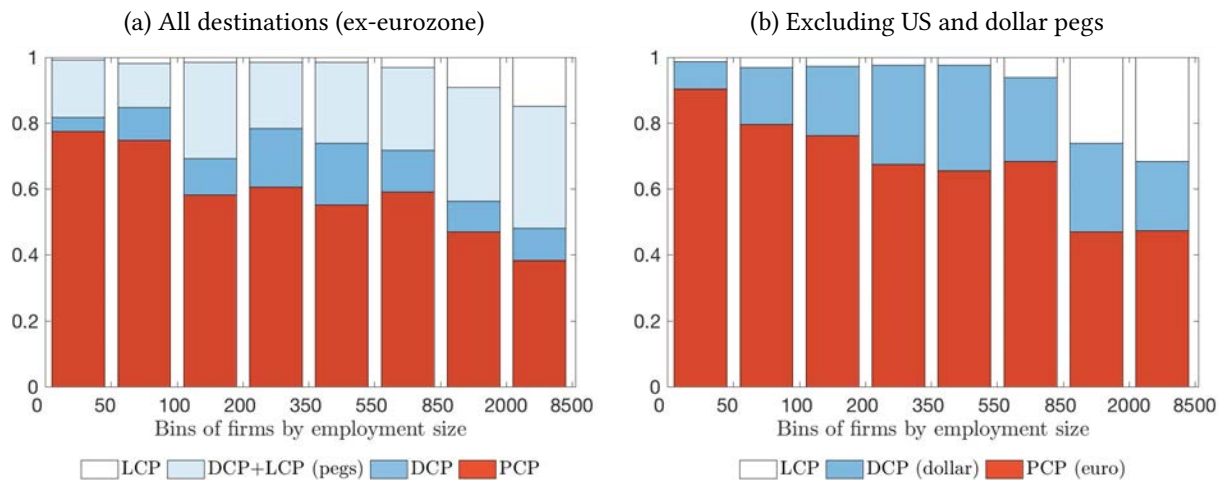 (a) All destinations (ex-eurozone)
1
0.8
0.6
0.4
0.2
0
0 50 100 200 350 550 850 2000 8500
Bins of firms by employment size
LCP DCP+LCP (pegs) DCP PCP
(b) Excluding US and dollar pegs
1
0.8
0.6
0.4
0.2
0
0 50 100 200 350 550 850 2000 8500
Bins of firms by employment size
LCP DCP (dollar) PCP (euro)